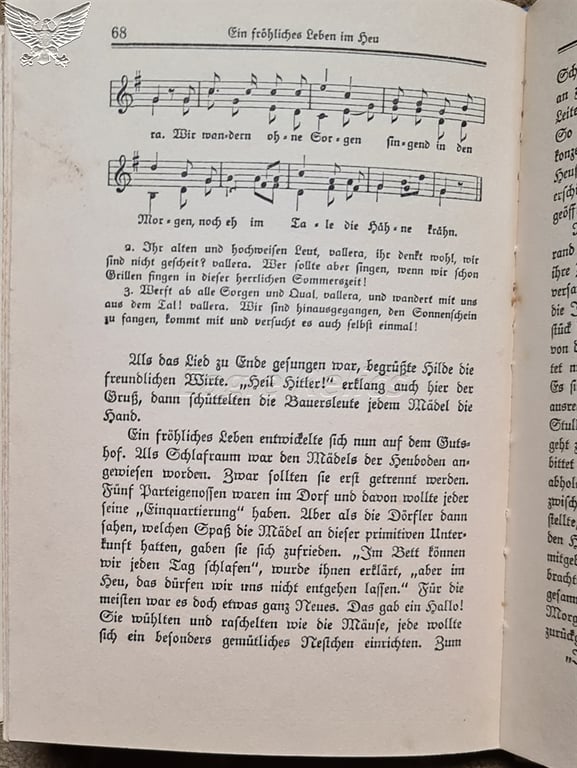 68 Ein fröhliches Leben im Heu
ra. Wir wandern oh-ne Sor-gen sin-gend in den
Mor-gen, noch eh im Ta-le die Häh-ne krähn.
2. Ihr alten und hochweisen Leut, vallera, ihr denkt wohl, wir
sind nicht gescheit? vallera. Wer sollte aber singen, wenn wir schon
Grillen fingen in dieser herrlichen Sommerszeit!
3. Werft ab alle Sorgen und Qual, vallera, und wandert mit uns
aus dem Tal! vallera. Wir sind hinausgegangen, den Sonnenschein
zu fangen, kommt mit und versucht es auch selbst einmal!
Als das Lied zu Ende gesungen war, begrüßte Hilde die
freundlichen Wirte. „Heil Hitler!“ erklang auch hier der
Gruß, dann schüttelten die Bauersleute jedem Mädel die
Hand.
Ein fröhliches Leben entwickelte sich nun auf dem Guts-
hof. Als Schlafraum war den Mädels der Heuboden an-
gewiesen worden. Zwar sollten sie erst getrennt werden.
Fünf Parteigenossen waren im Dorf und davon wollte jeder
seine „Einquartierung“ haben. Aber als die Dörfler dann
sahen, welchen Spaß die Mädel an dieser primitiven Unter-
kunft hatten, gaben sie sich zufrieden. „Im Bett können
wir jeden Tag schlafen“, wurde ihnen erklärt, „aber im
Heu, das dürfen wir uns nicht entgehen lassen.“ Für die
meisten war es doch etwas ganz Neues. Das gab ein Hallo!
Sie wühlten und raschelten wie die Mäuse, jede wollte
sich ein besonders gemütliches Nestchen einrichten. Zum